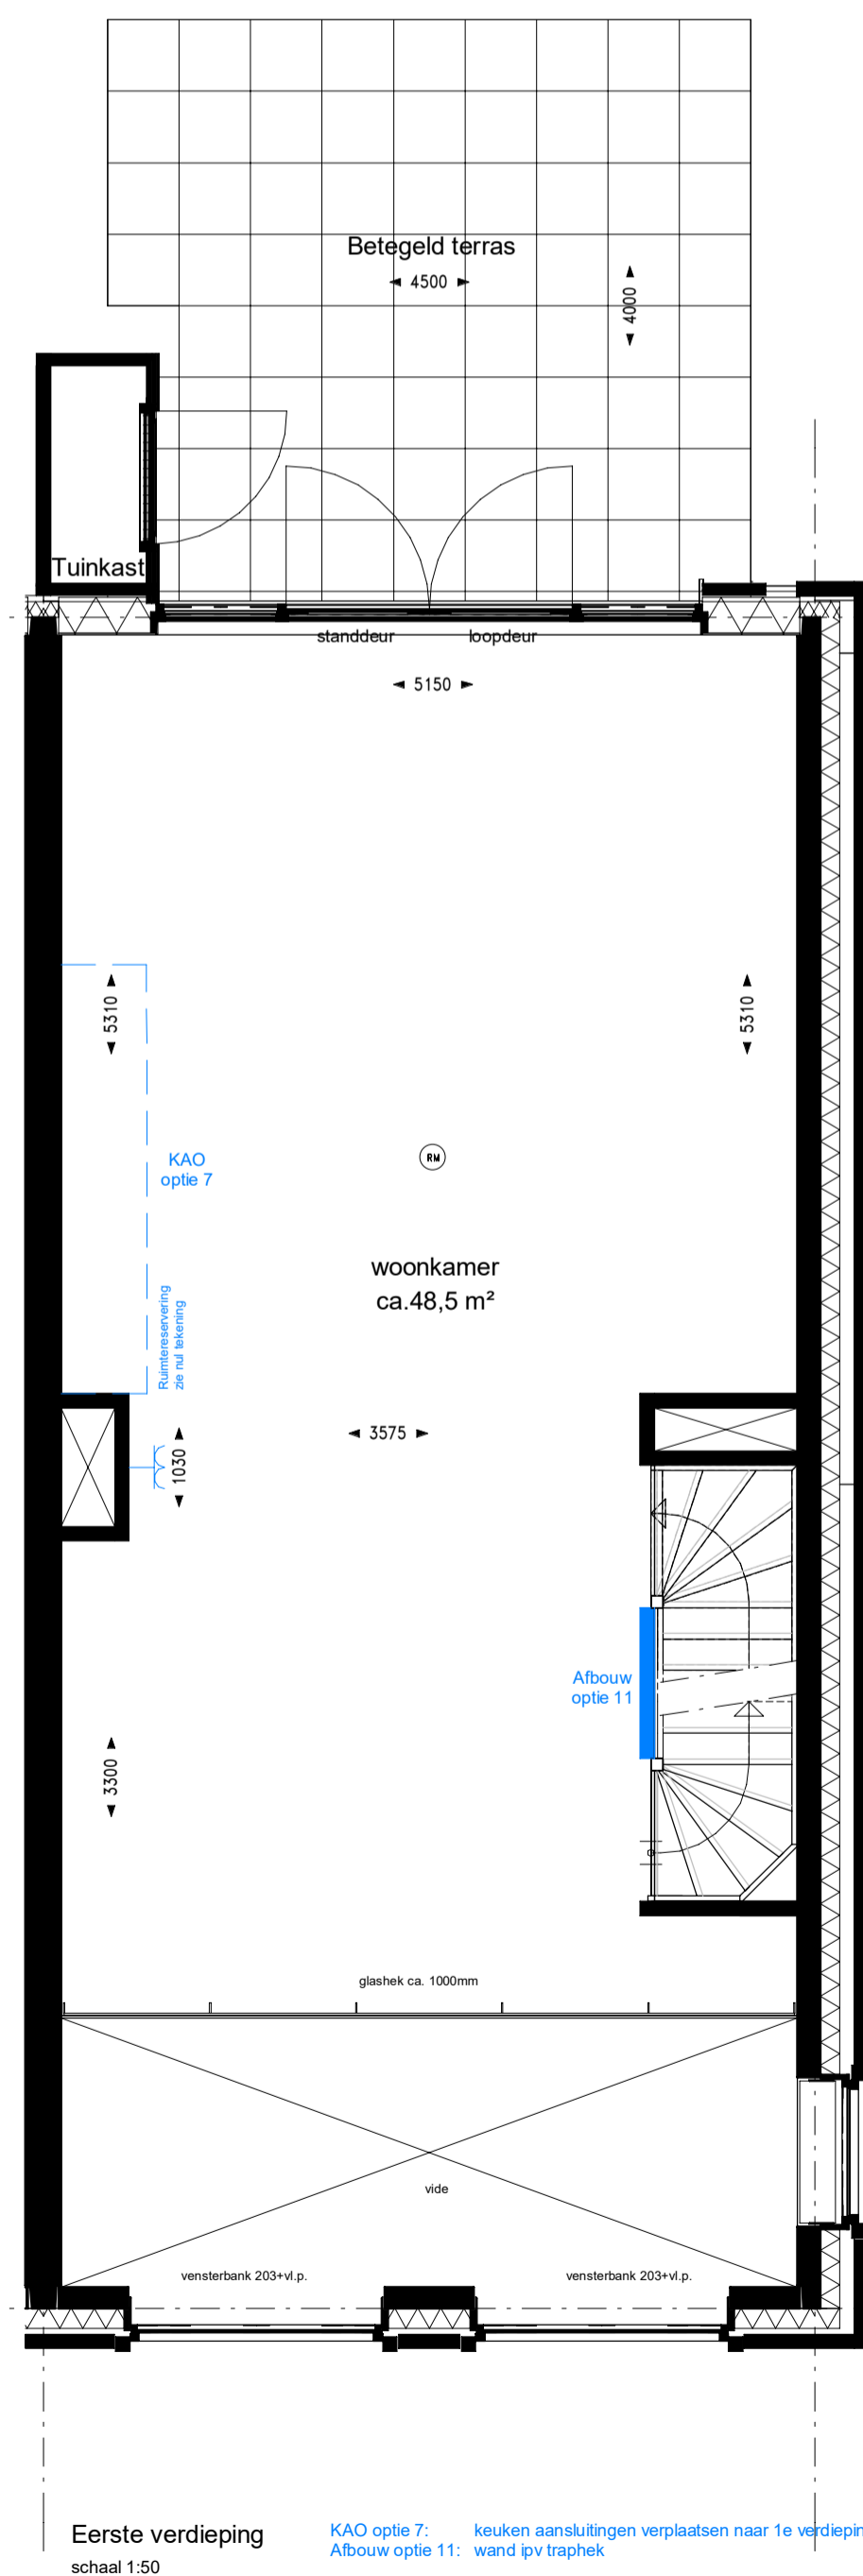 Betegeld terras
4500
4000
Tuinkast
standdeur
loopdeur
5150
5310
5310
KAO
optie 7
RM
woonkamer
ca.48,5 m²
Ruimtereservering
zie nul tekening
3575
1030
Afbouw
optie 11
3300
glashek ca. 1000mm
vide
vensterbank 203+vl.p.
vensterbank 203+vl.p.
Eerste verdieping
schaal 1:50
KAO optie 7: keuken aansluitingen verplaatsen naar 1e verdiepin
Afbouw optie 11: wand ipv traphek